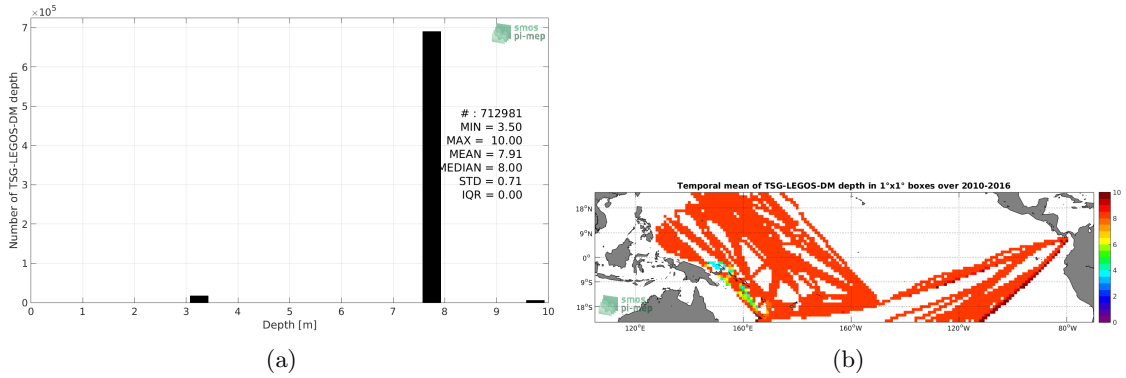 ×10⁵
7
6
5
4
3
2
1
0
Number of TSG-LEGOS-DM depth
smos
pi-mep
# : 712981
MIN = 3.50
MAX = 10.00
MEAN = 7.91
MEDIAN = 8.00
STD = 0.71
IQR = 0.00
0 1 2 3 4 5 6 7 8 9 10
Depth [m]
(a)
Temporal mean of TSG-LEGOS-DM depth in 1°x1° boxes over 2010-2016
18°N
9°N
0°
9°S
18°S
smos
pi-mep
120°E 160°E 160°W 120°W 80°W
10
8
6
4
2
0
(b)